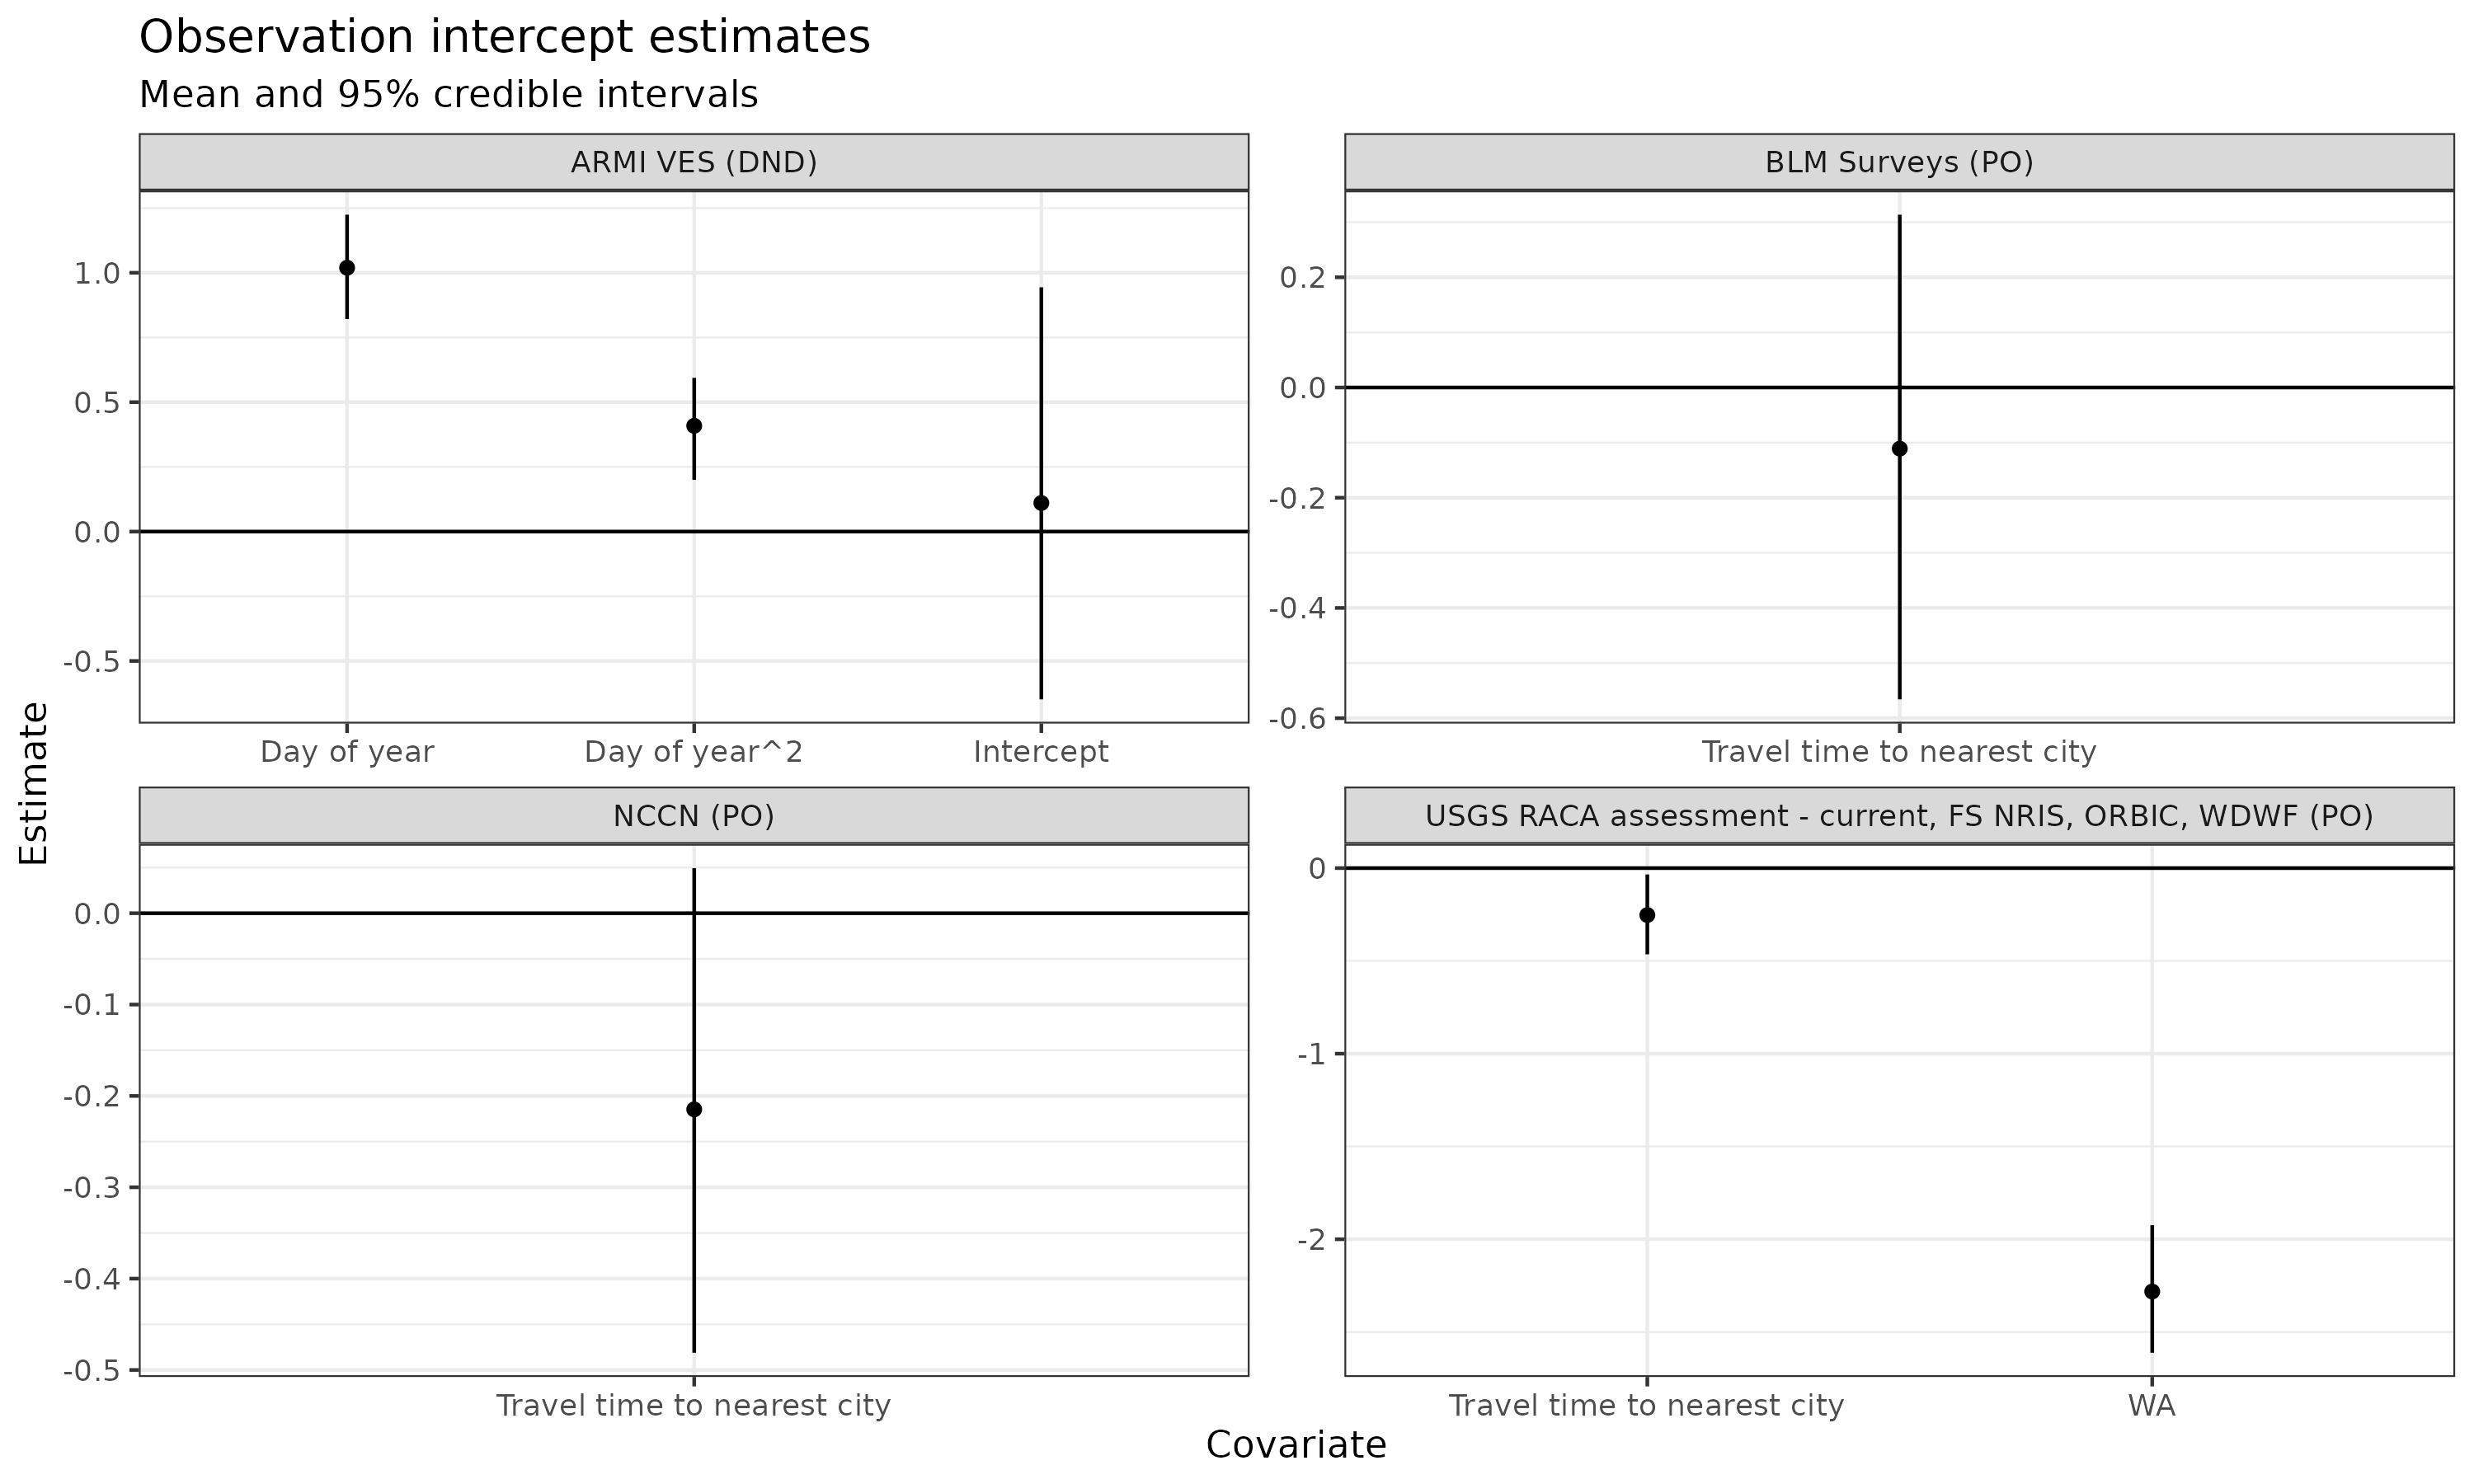 Observation intercept estimates
Mean and 95% credible intervals
ARMI VES (DND)
1.0
0.5
0.0
-0.5
Day of year
Day of year^2
Intercept
BLM Surveys (PO)
0.2
0.0
-0.2
-0.4
-0.6
Travel time to nearest city
Estimate
NCCN (PO)
0.0
-0.1
-0.2
-0.3
-0.4
-0.5
Travel time to nearest city
USGS RACA assessment - current, FS NRIS, ORBIC, WDWF (PO)
0
-1
-2
Travel time to nearest city
WA
Covariate